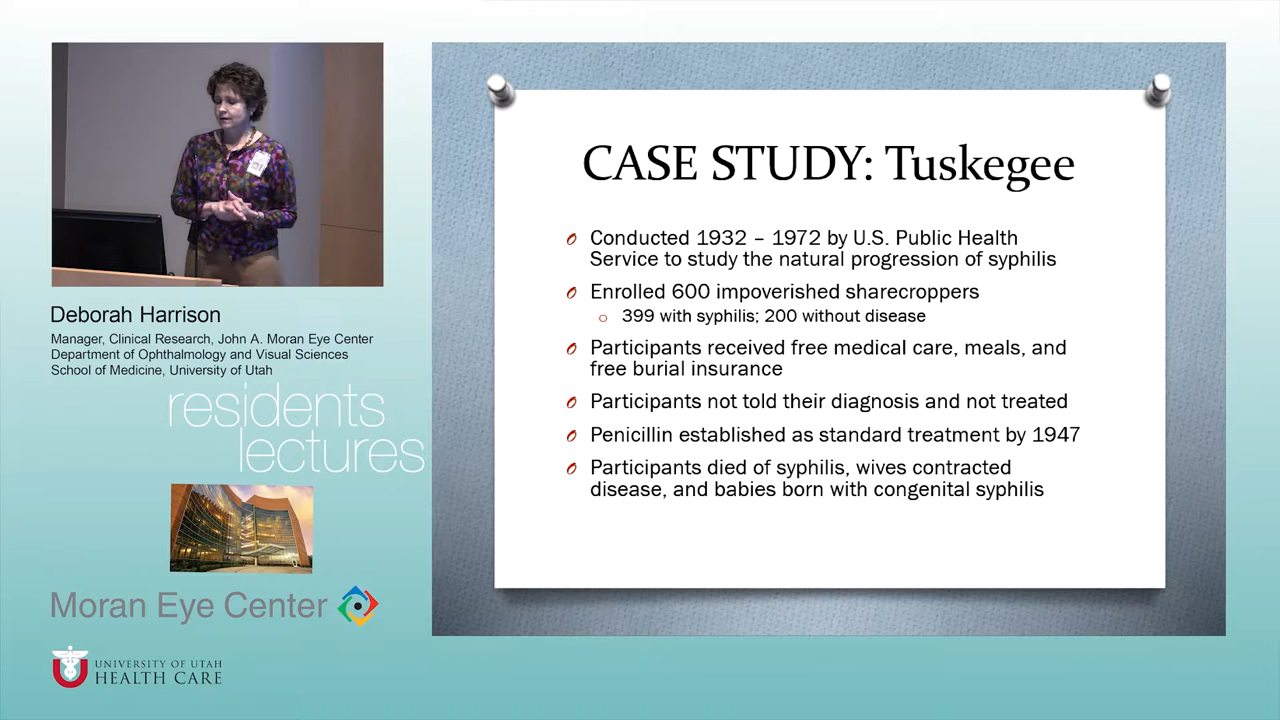 Deborah Harrison
Manager, Clinical Research, John A. Moran Eye Center
Department of Ophthalmology and Visual Sciences
School of Medicine, University of Utah
residents
lectures
Moran Eye Center
UNIVERSITY OF UTAH
HEALTH CARE
CASE STUDY: Tuskegee
Conducted 1932 – 1972 by U.S. Public Health
Service to study the natural progression of syphilis
Enrolled 600 impoverished sharecroppers
399 with syphilis; 200 without disease
Participants received free medical care, meals, and
free burial insurance
Participants not told their diagnosis and not treated
Penicillin established as standard treatment by 1947
Participants died of syphilis, wives contracted
disease, and babies born with congenital syphilis